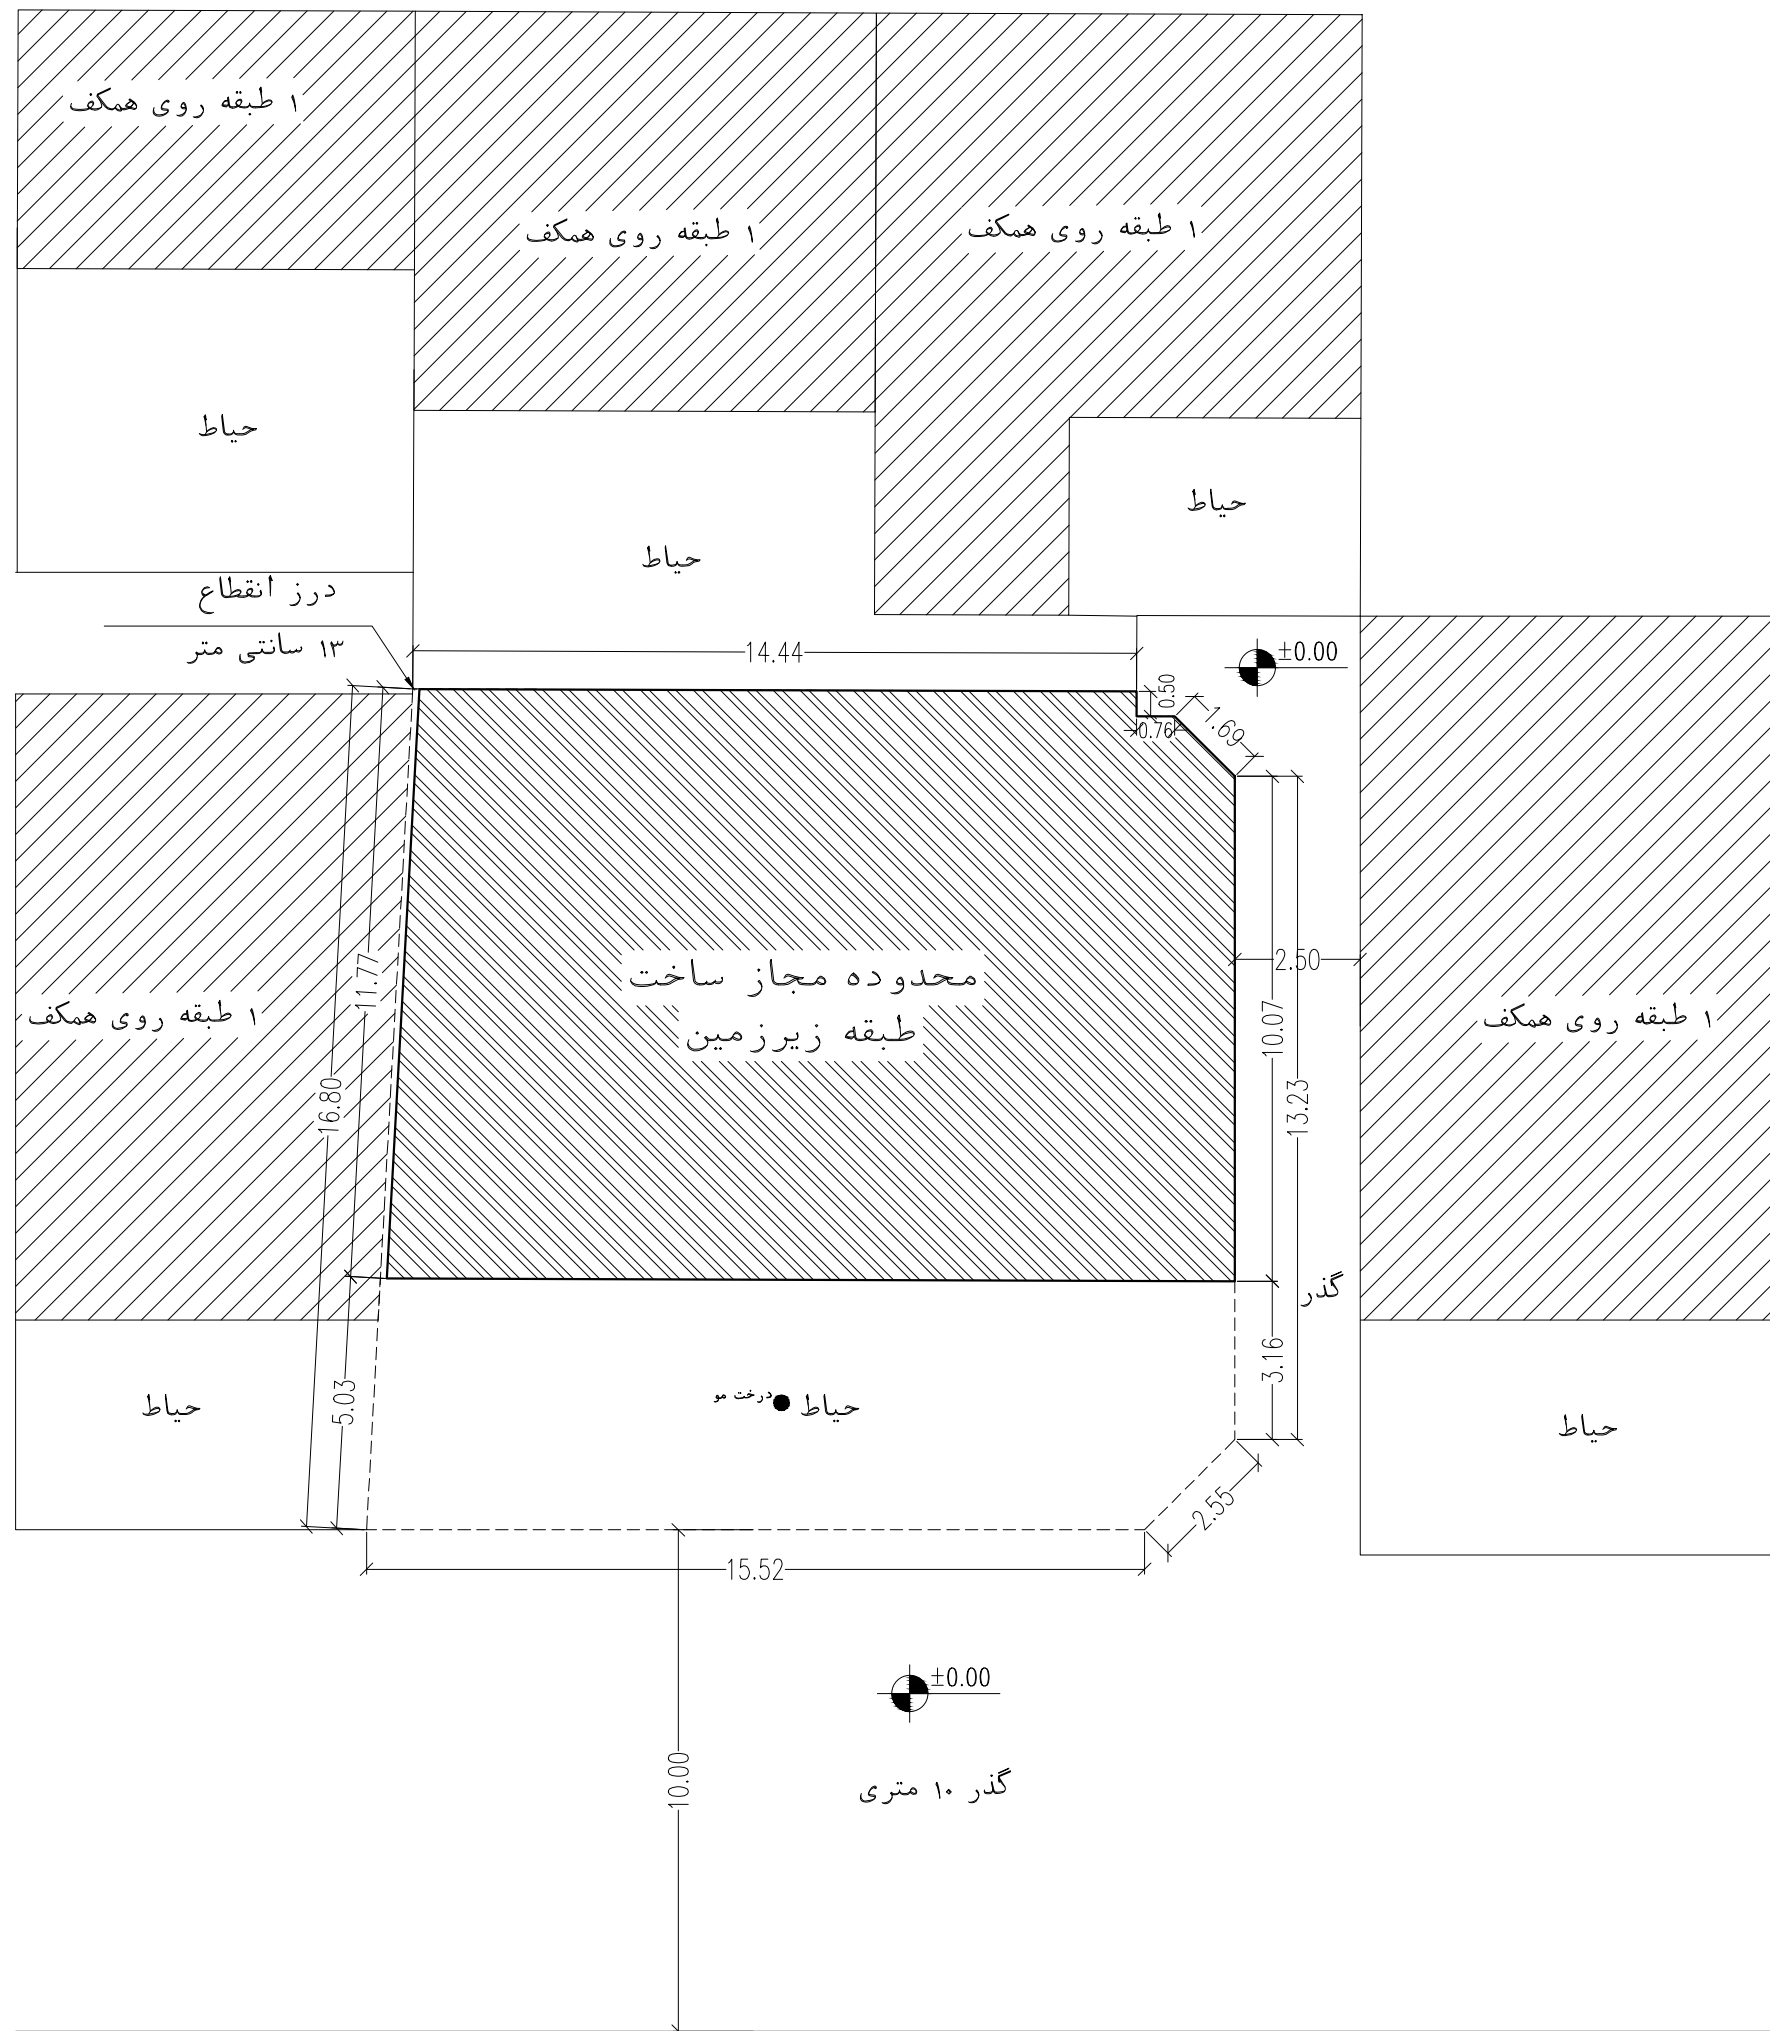 ۱ طبقه روی همکف
۱ طبقه روی همکف
۱ طبقه روی همکف
حیاط
حیاط
حیاط
درز انقطاع
۱۳ سانتی متر
14.44
±0.00
0.50
0.76
1.69
16.80
11.77
محدوده مجاز ساخت
طبقه زیرزمین
2.50
10.07
13.23
۱ طبقه روی همکف
۱ طبقه روی همکف
گذر
3.16
5.03
حیاط
درخت مو
حیاط
حیاط
2.55
15.52
±0.00
10.00
گذر ۱۰ متری